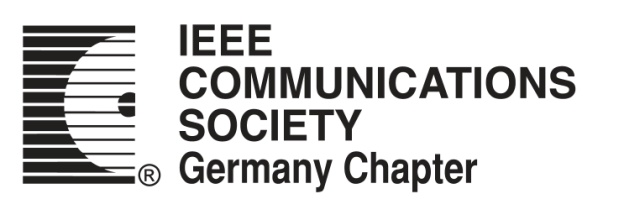 IEEE
COMMUNICATIONS
SOCIETY
® Germany Chapter